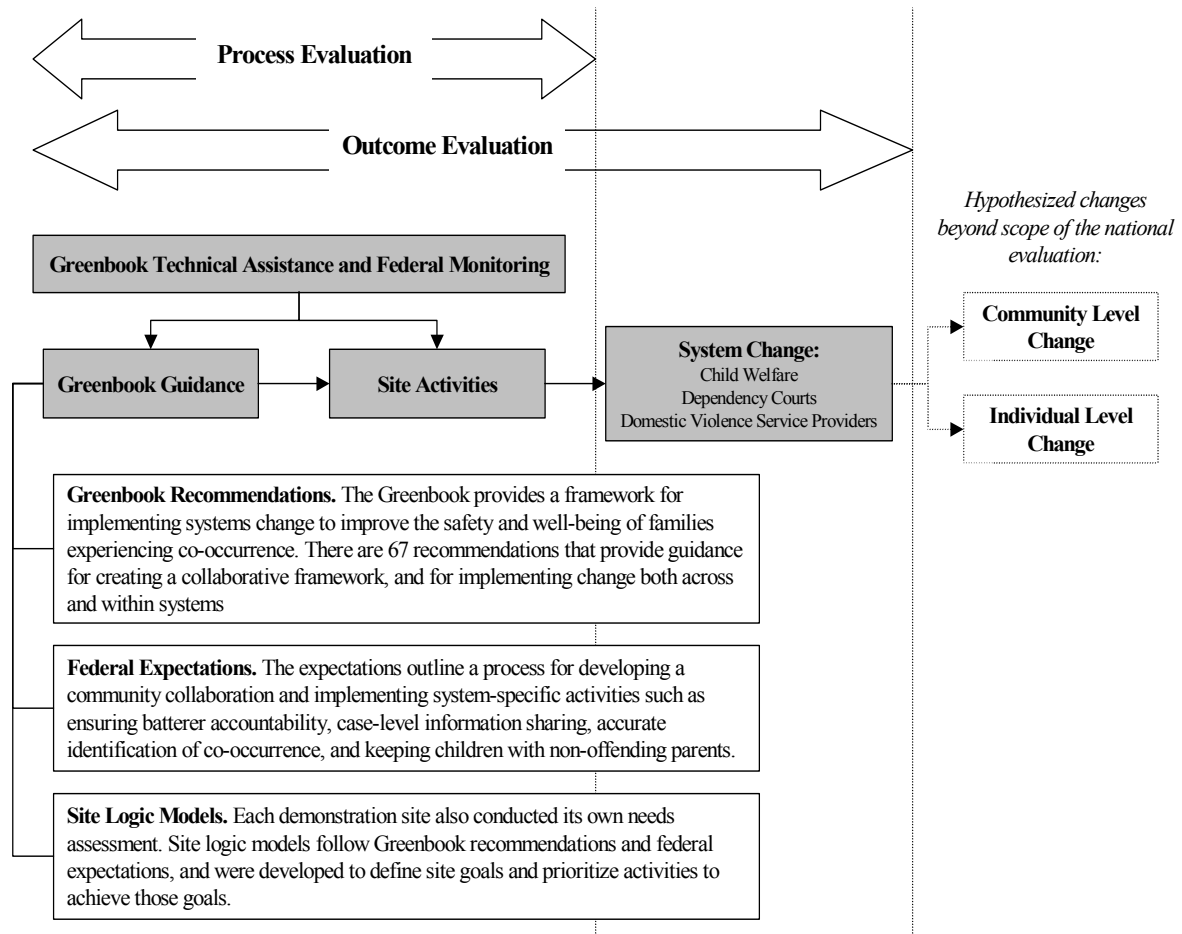 Process Evaluation
Outcome Evaluation
Hypothesized changes
beyond scope of the national
evaluation:
Greenbook Technical Assistance and Federal Monitoring
Greenbook Guidance
Site Activities
System Change:
Child Welfare
Dependency Courts
Domestic Violence Service Providers
Community Level
Change
Individual Level
Change
Greenbook Recommendations. The Greenbook provides a framework for
implementing systems change to improve the safety and well-being of families
experiencing co-occurrence. There are 67 recommendations that provide guidance
for creating a collaborative framework, and for implementing change both across
and within systems
Federal Expectations. The expectations outline a process for developing a
community collaboration and implementing system-specific activities such as
ensuring batterer accountability, case-level information sharing, accurate
identification of co-occurrence, and keeping children with non-offending parents.
Site Logic Models. Each demonstration site also conducted its own needs
assessment. Site logic models follow Greenbook recommendations and federal
expectations, and were developed to define site goals and prioritize activities to
achieve those goals.